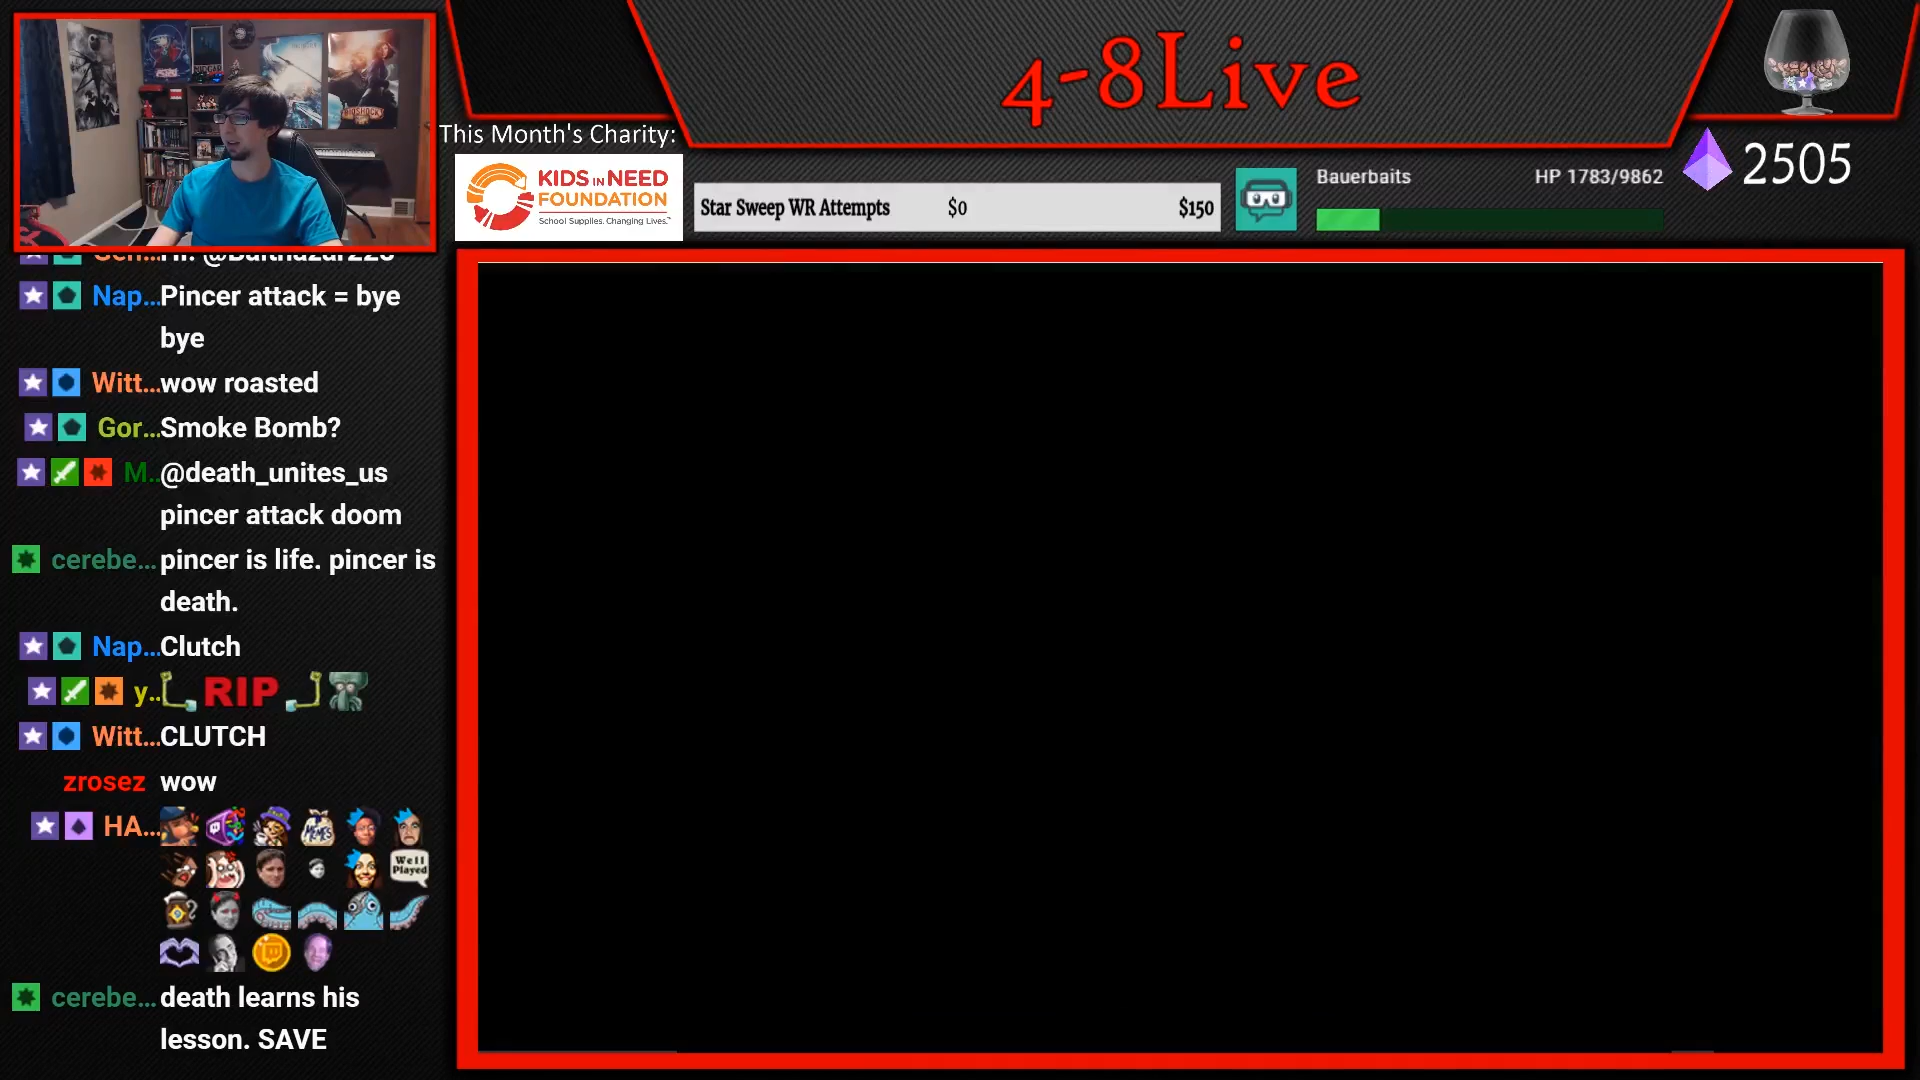 4-8Live
This Month's Charity:
KIDS IN NEED
FOUNDATION
School Supplies. Changing Lives.
Star Sweep WR Attempts $0 $150
Bauerbaits HP 1783/9862
2505
BIOSHOCK
Nap...Pincer attack = bye
bye
Witt...wow roasted
Gor...Smoke Bomb?
M..@death_unites_us
pincer attack doom
cerebe...pincer is life. pincer is
death.
Nap...Clutch
y.. RIP
Witt...CLUTCH
zrosez wow
HA...
MEMES
Well
Played
cerebe...death learns his
lesson. SAVE